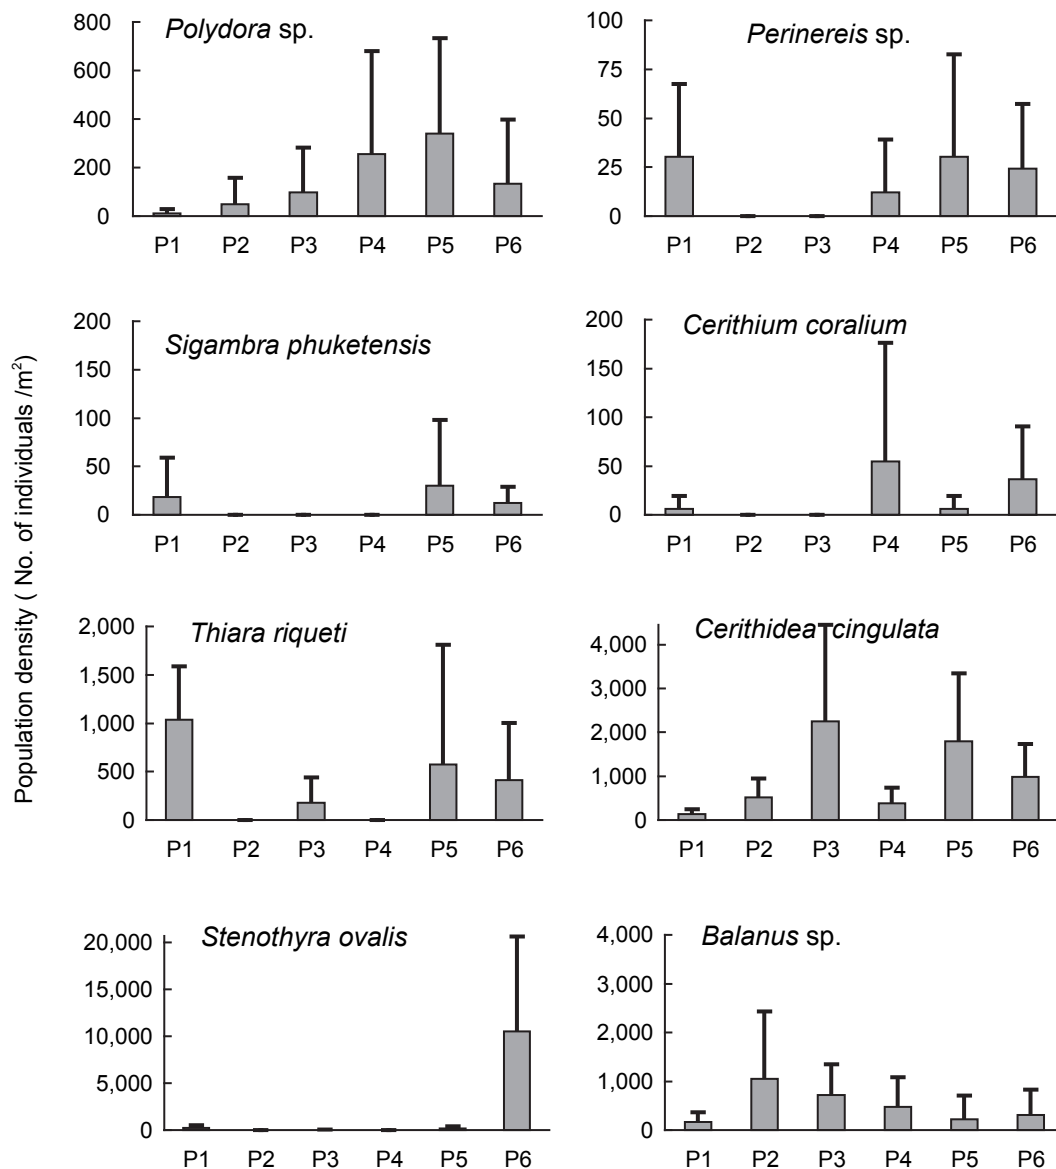 Population density ( No. of individuals /m²)
Polydora sp.
800
600
400
200
0
P1 P2 P3 P4 P5 P6
Perinereis sp.
100
75
50
25
0
P1 P2 P3 P4 P5 P6
Sigambra phuketensis
200
150
100
50
0
P1 P2 P3 P4 P5 P6
Cerithium coralium
200
150
100
50
0
P1 P2 P3 P4 P5 P6
Thiara riqueti
2,000
1,500
1,000
500
0
P1 P2 P3 P4 P5 P6
Cerithidea cingulata
4,000
3,000
2,000
1,000
0
P1 P2 P3 P4 P5 P6
Stenothyra ovalis
20,000
15,000
10,000
5,000
0
P1 P2 P3 P4 P5 P6
Balanus sp.
4,000
3,000
2,000
1,000
0
P1 P2 P3 P4 P5 P6